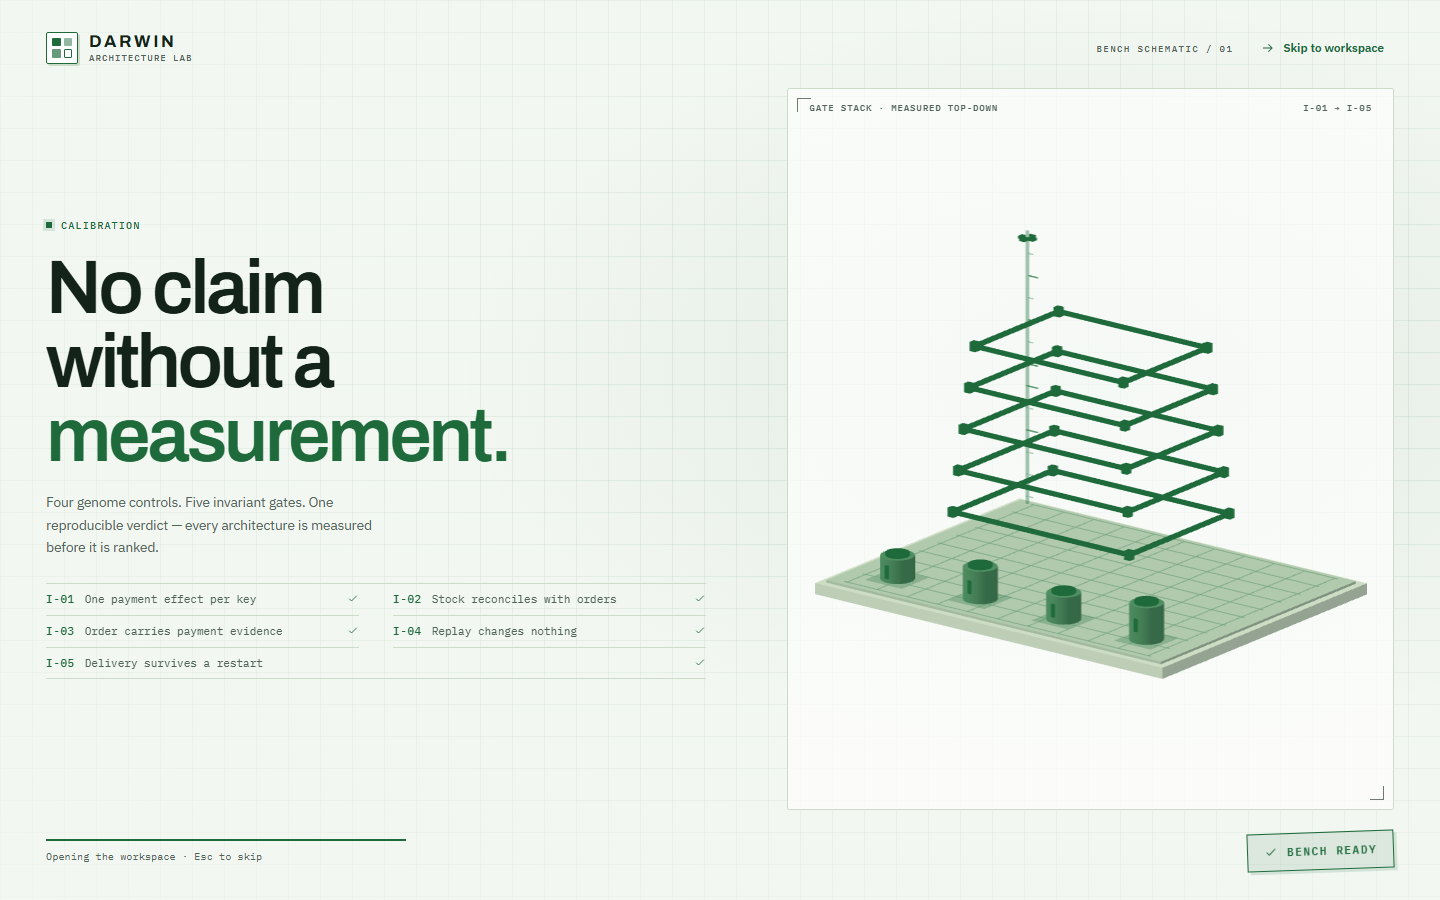 DARWIN
ARCHITECTURE LAB
BENCH SCHEMATIC / 01
→ Skip to workspace
GATE STACK · MEASURED TOP-DOWN
I-01 → I-05
CALIBRATION
No claim
without a
measurement.
Four genome controls. Five invariant gates. One
reproducible verdict — every architecture is measured
before it is ranked.
I-01 One payment effect per key ✓
I-02 Stock reconciles with orders ✓
I-03 Order carries payment evidence ✓
I-04 Replay changes nothing ✓
I-05 Delivery survives a restart ✓
Opening the workspace · Esc to skip
✓ BENCH READY